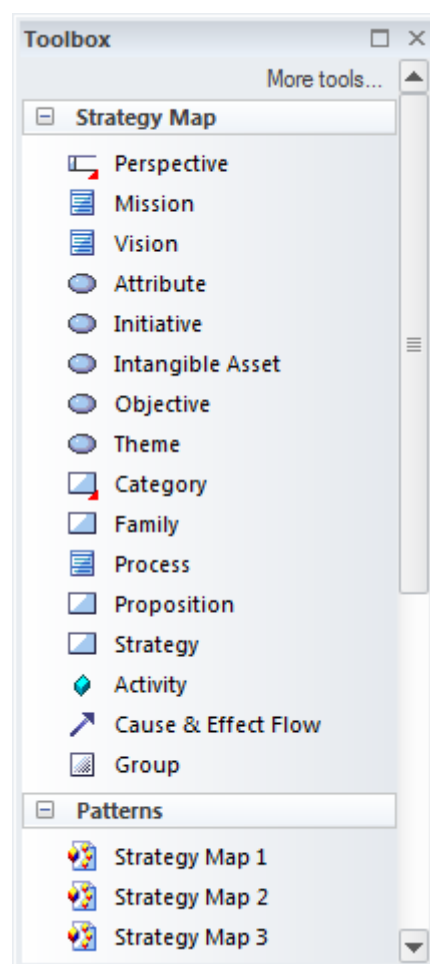 Toolbox
More tools...
Strategy Map
Perspective
Mission
Vision
Attribute
Initiative
Intangible Asset
Objective
Theme
Category
Family
Process
Proposition
Strategy
Activity
Cause & Effect Flow
Group
Patterns
Strategy Map 1
Strategy Map 2
Strategy Map 3